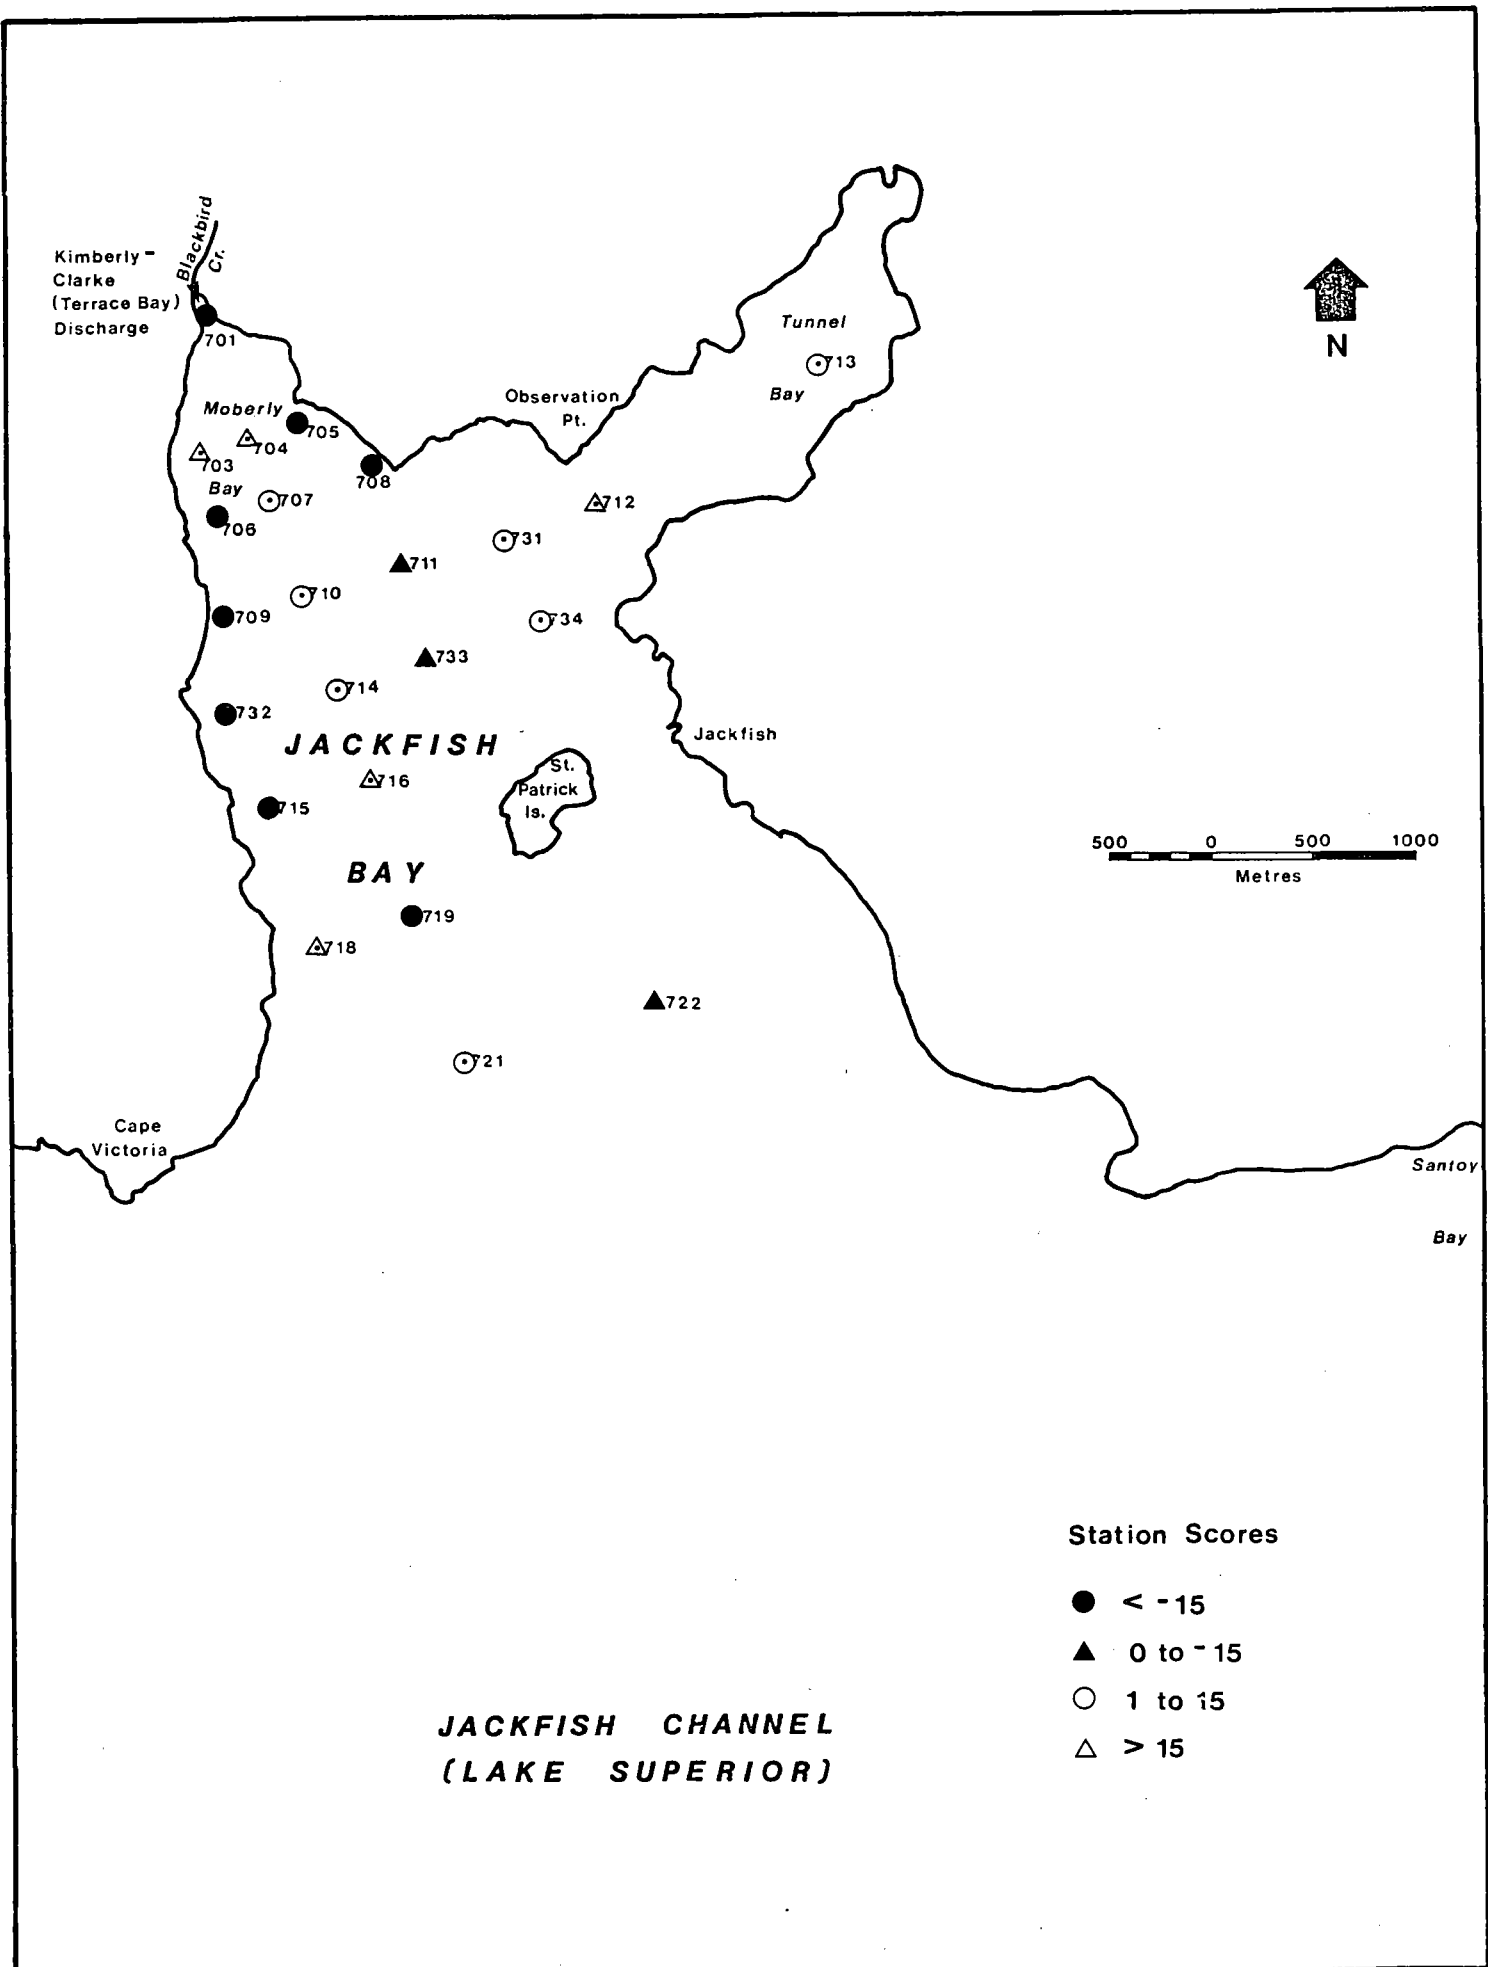 Blackbird
Cr.
Kimberly-
Clarke
(Terrace Bay)
Discharge
701
Tunnel
713
Bay
N
Observation
Pt.
Moberly
705
704
703
708
Bay
707
706
712
731
711
710
709
734
733
714
732
JACKFISH
Jackfish
716
St.
Patrick
Is.
715
500 0 500 1000
Metres
BAY
719
718
722
721
Cape
Victoria
Santoy
Bay
Station Scores
< -15
0 to -15
1 to 15
> 15
JACKFISH CHANNEL
(LAKE SUPERIOR)